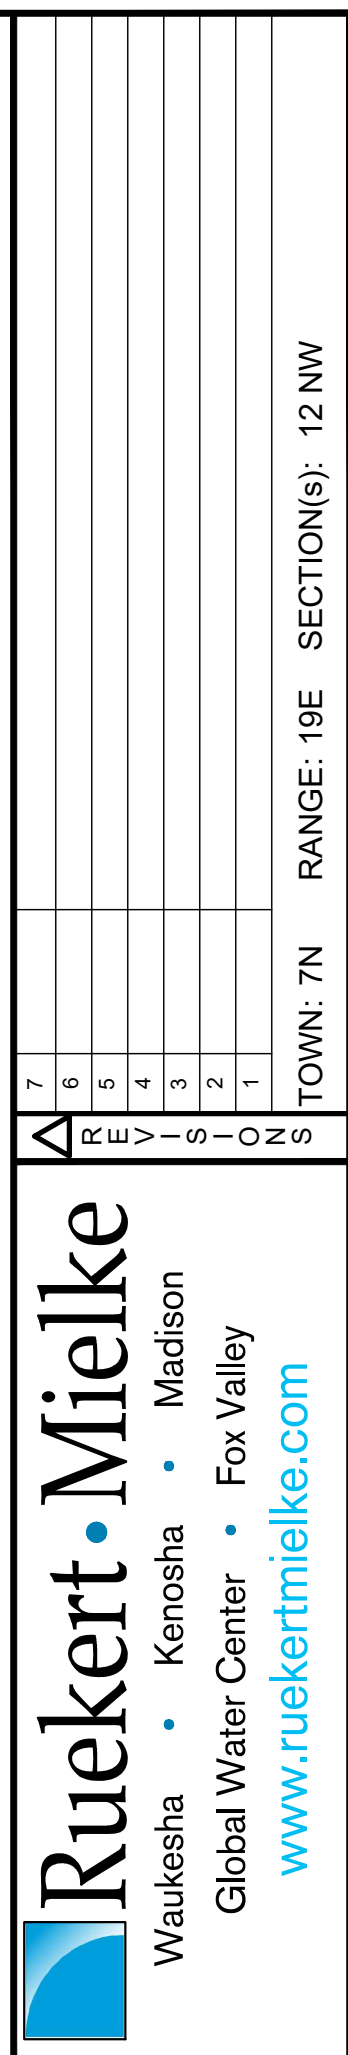 Ruekert • Mielke
Waukesha • Kenosha • Madison
Global Water Center • Fox Valley
www.ruekertmielke.com
REVISIONS
7
6
5
4
3
2
1
TOWN: 7N RANGE: 19E SECTION(s): 12 NW